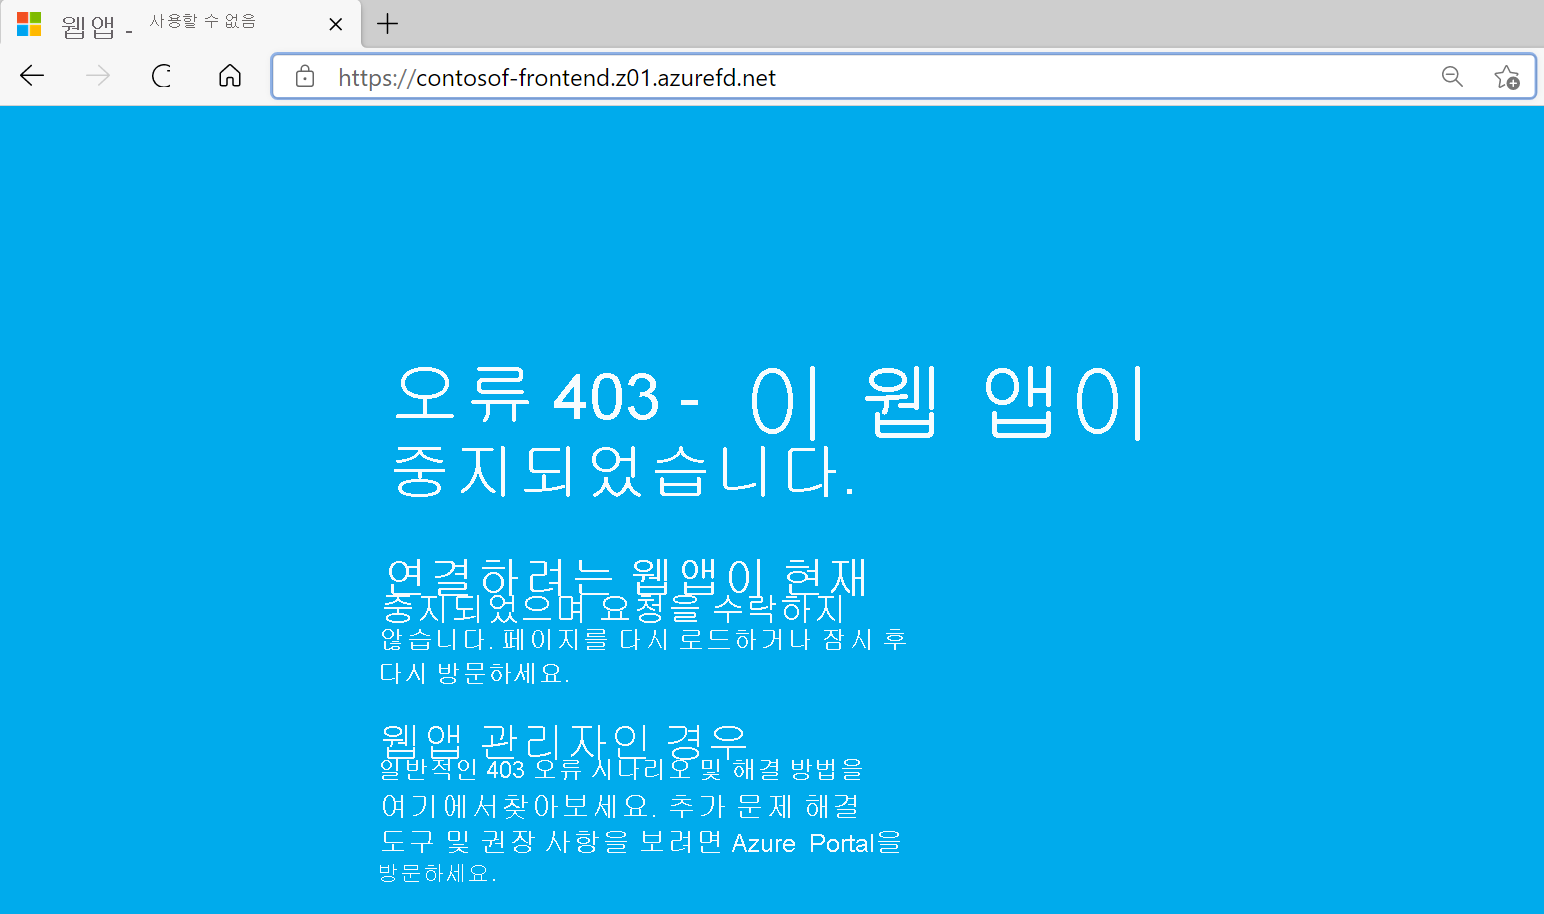 웹앱 - 사용할 수 없음
https://contosof-frontend.z01.azurefd.net
오류 403 - 이 웹 앱이
중지되었습니다.
연결하려는 웹앱이 현재
중지되었으며 요청을 수락하지
않습니다. 페이지를 다시 로드하거나 잠시 후
다시 방문하세요.
웹앱 관리자인 경우
일반적인 403 오류 시나리오 및 해결 방법을
여기에서찾아보세요. 추가 문제 해결
도구 및 권장 사항을 보려면 Azure Portal을
방문하세요.